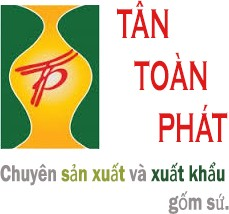 TÂN
TOÀN
PHÁT
Chuyên sản xuất và xuất khẩu
gốm sứ.